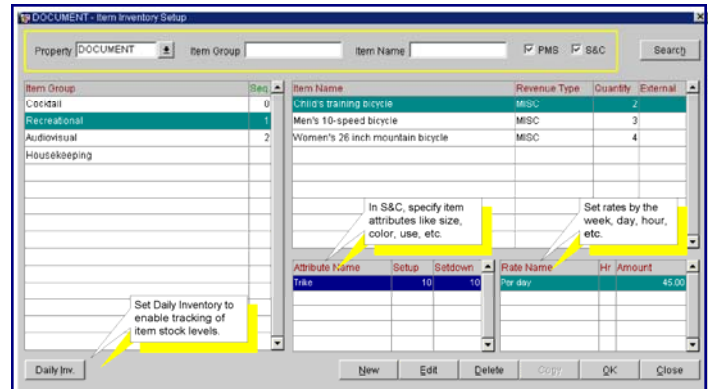 DOCUMENT - Item Inventory Setup
Property DOCUMENT Item Group Item Name PMS S&C Search
Item Group Seq
Cocktail 0
Recreational 1
Audiovisual 2
Housekeeping
Item Name Revenue Type Quantity External
Child's training bicycle MISC 2
Men's 10-speed bicycle MISC 3
Women's 26 inch mountain bicycle MISC 4
In S&C, specify item
attributes like size,
color, use, etc.
Set rates by the
week, day, hour,
etc.
Attribute Name Setup Setdown
Trike 10 10
Rate Name Hr Amount
Per day 45.00
Set Daily Inventory to
enable tracking of
item stock levels.
Daily Inv. New Edit Delete Copy OK Close